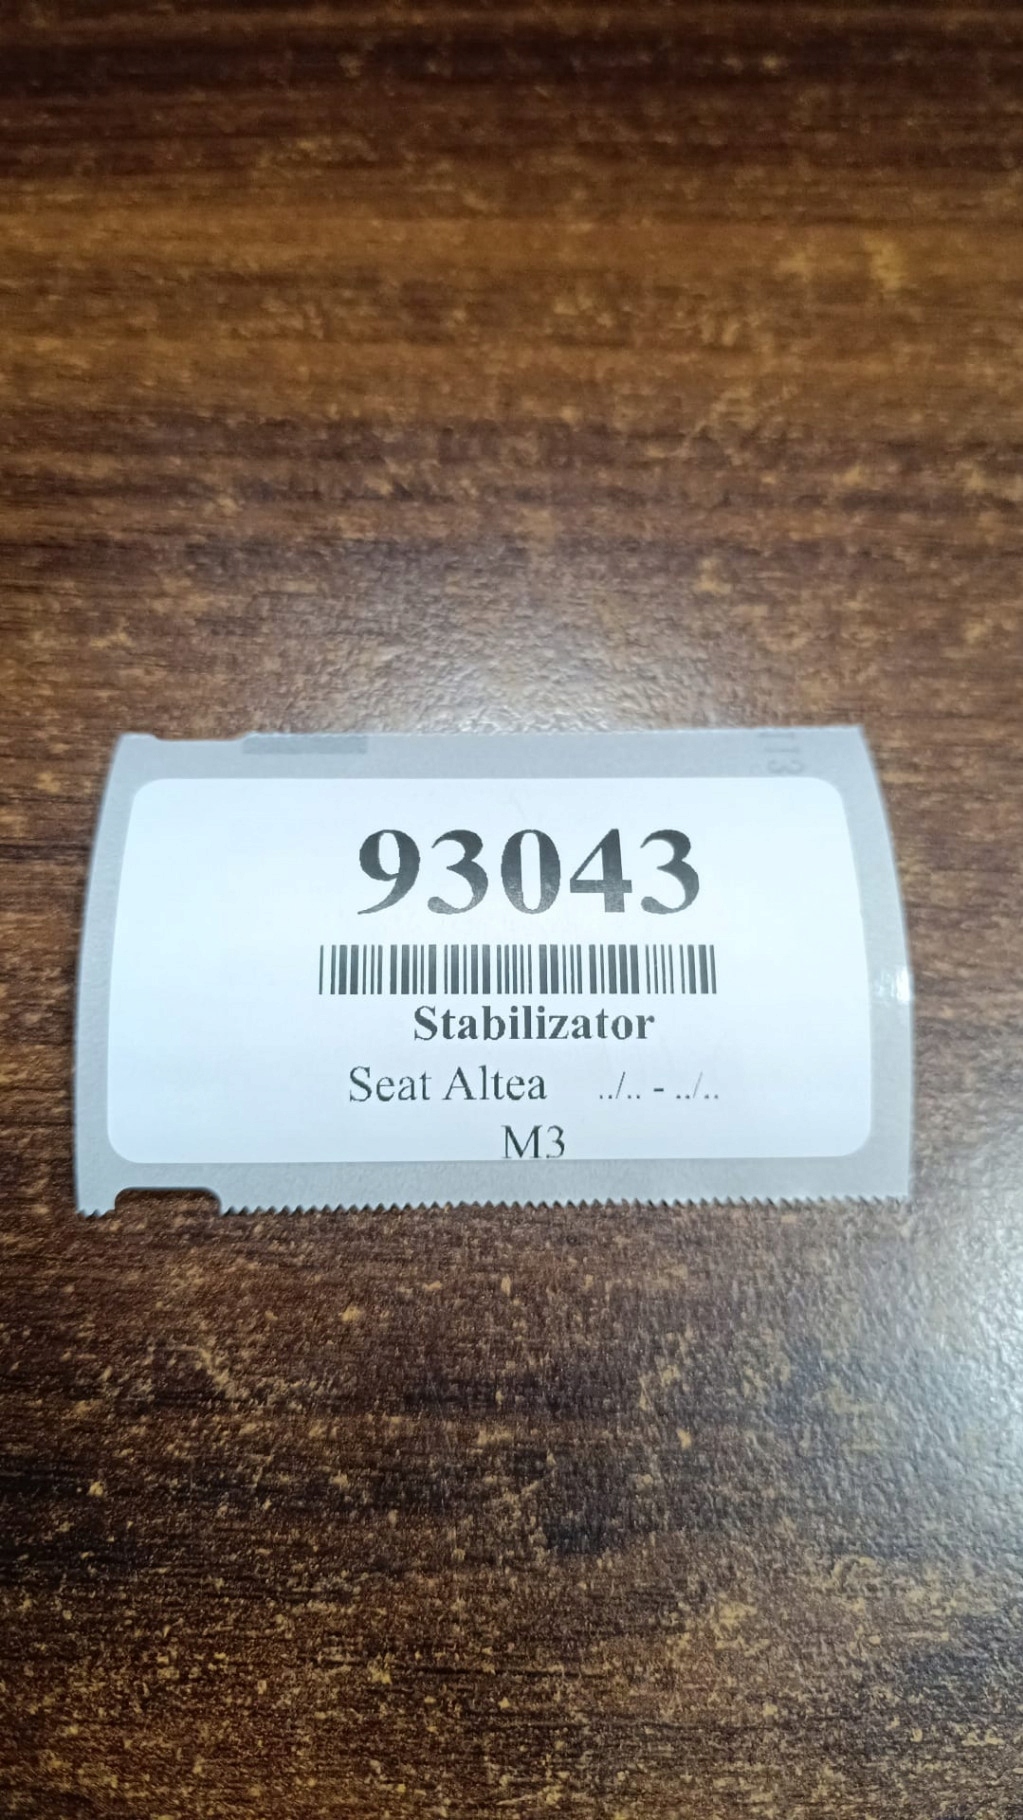 93043
Stabilizator
Seat Altea ../.. - ../..
M3